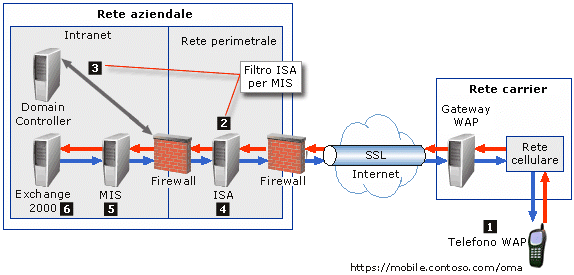 Rete aziendale
Intranet
Rete perimetrale
3
Filtro ISA
per MIS
2
Domain
Controller
Exchange
2000 6
MIS
5
Firewall
ISA
4
Firewall
SSL
Internet
Rete carrier
Gateway
WAP
Rete
cellulare
1
Telefono WAP
https://mobile.contoso.com/oma